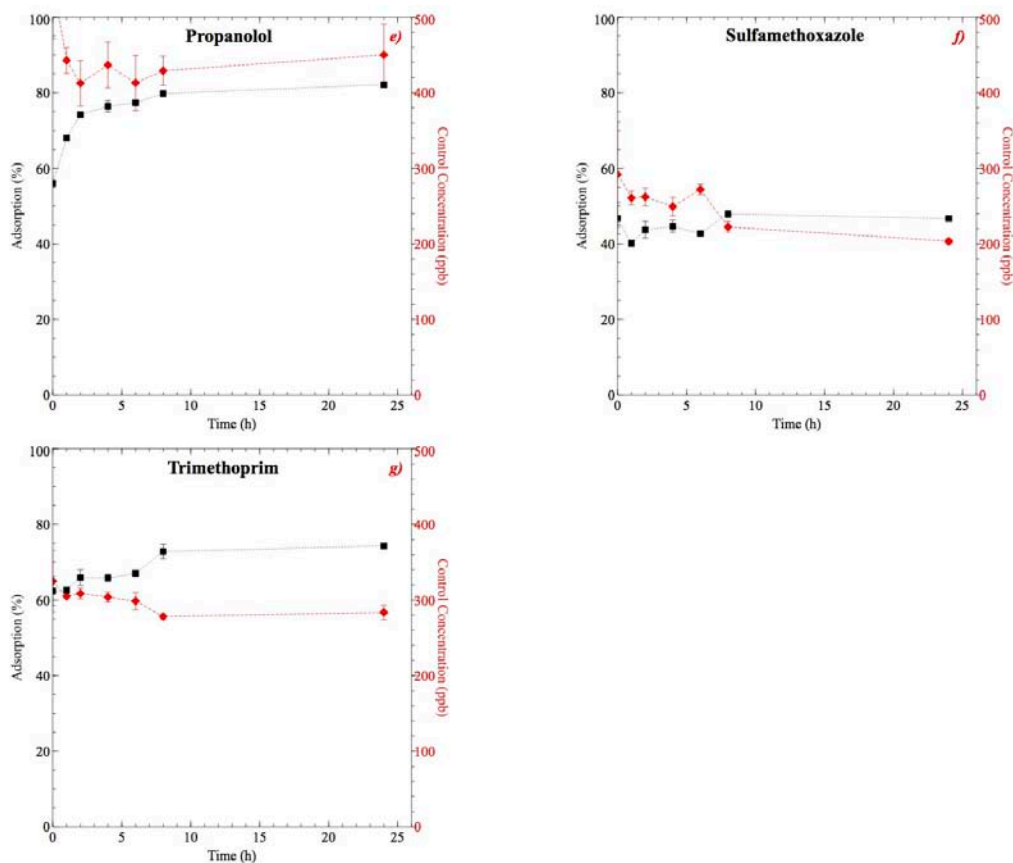 Propanolol
e)
100
80
60
40
20
0
Adsorption (%)
500
400
300
200
100
0
Control Concentration (ppb)
0 5 10 15 20 25
Time (h)
Sulfamethoxazole
f)
100
80
60
40
20
0
Adsorption (%)
500
400
300
200
100
0
Control Concentration (ppb)
0 5 10 15 20 25
Time (h)
Trimethoprim
g)
100
80
60
40
20
0
Adsorption (%)
500
400
300
200
100
0
Control Concentration (ppb)
0 5 10 15 20 25
Time (h)